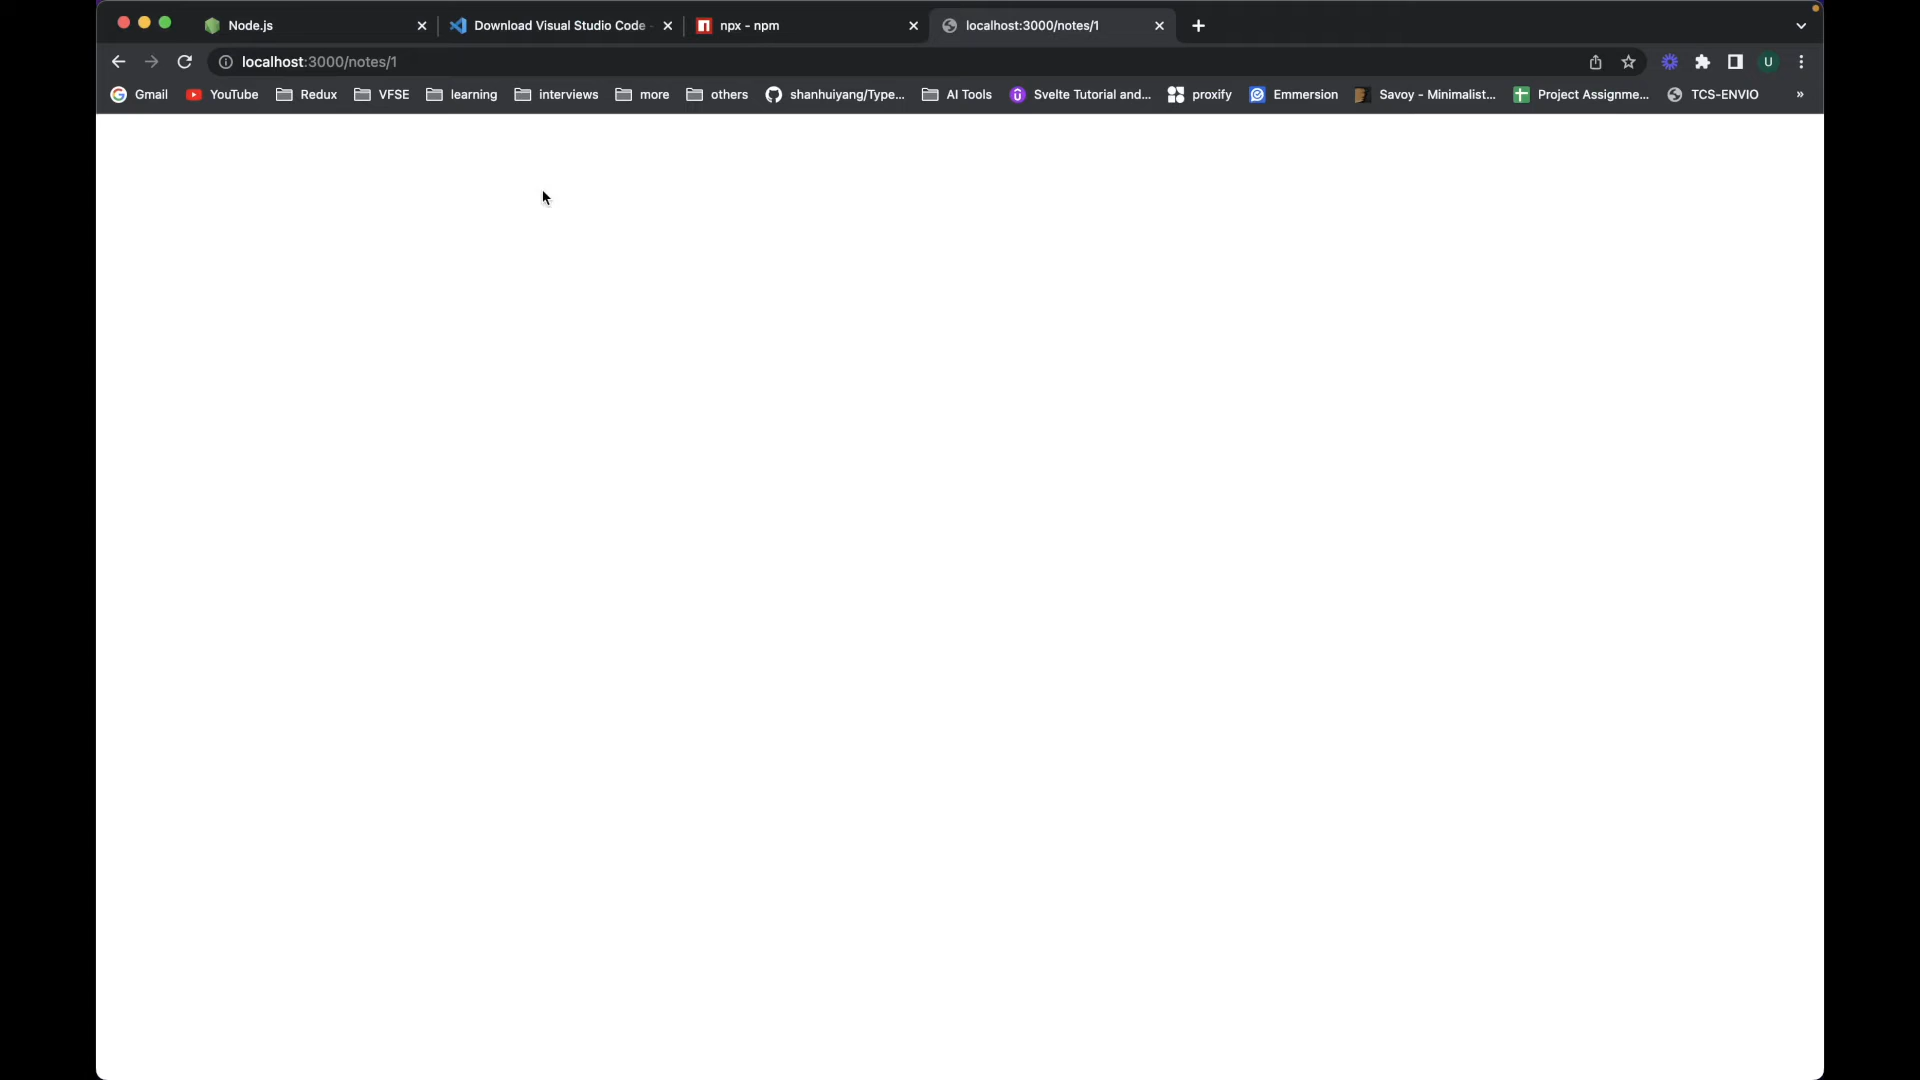 Node.js
Download Visual Studio Code -
npx - npm
localhost:3000/notes/1
localhost:3000/notes/1
U
Gmail YouTube Redux VFSE learning interviews more others shanhuiyang/Type... AI Tools Svelte Tutorial and... proxify Emmersion Savoy - Minimalist... Project Assignme... TCS-ENVIO »